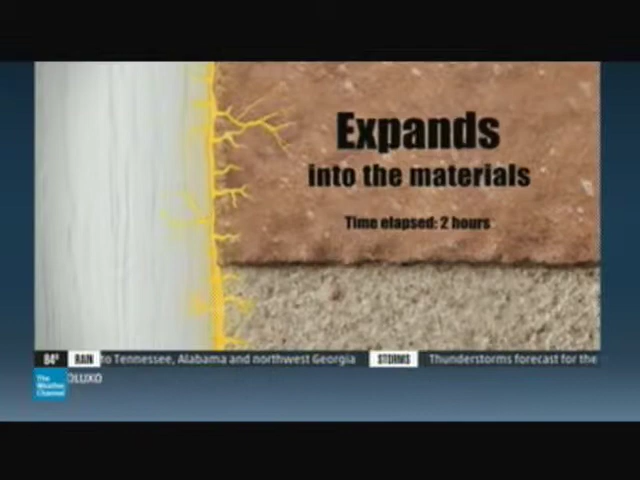 Expands
into the materials
Time elapsed: 2 hours
84° RAIN to Tennessee, Alabama and northwest Georgia STORMS Thunderstorms forecast for the
The Weather Channel
OLUXO